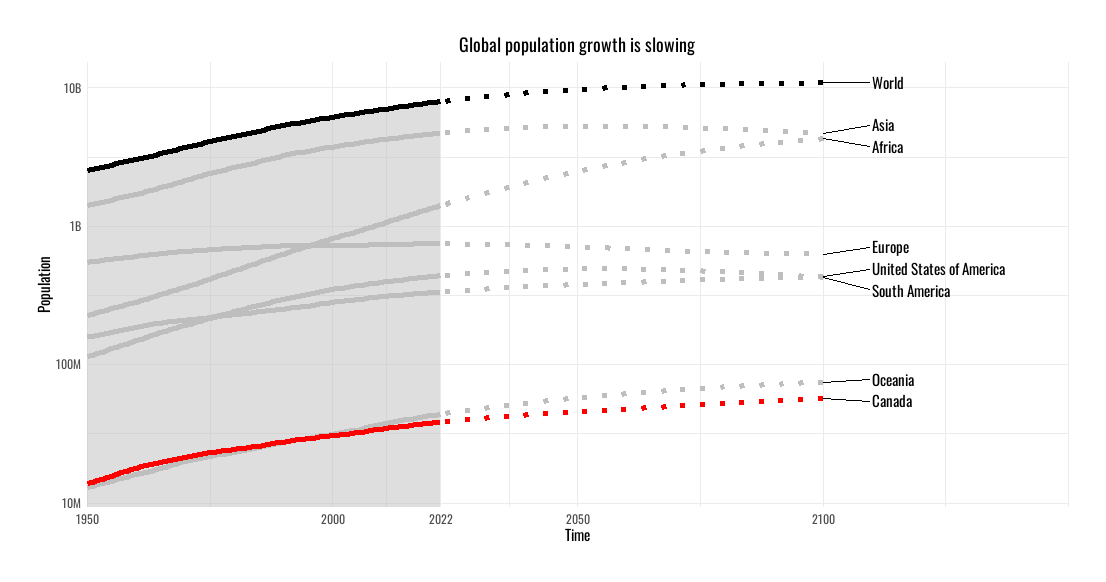 Global population growth is slowing
10B
1B
100M
10M
Population
World
Asia
Africa
Europe
United States of America
South America
Oceania
Canada
1950
2000
2022
2050
2100
Time